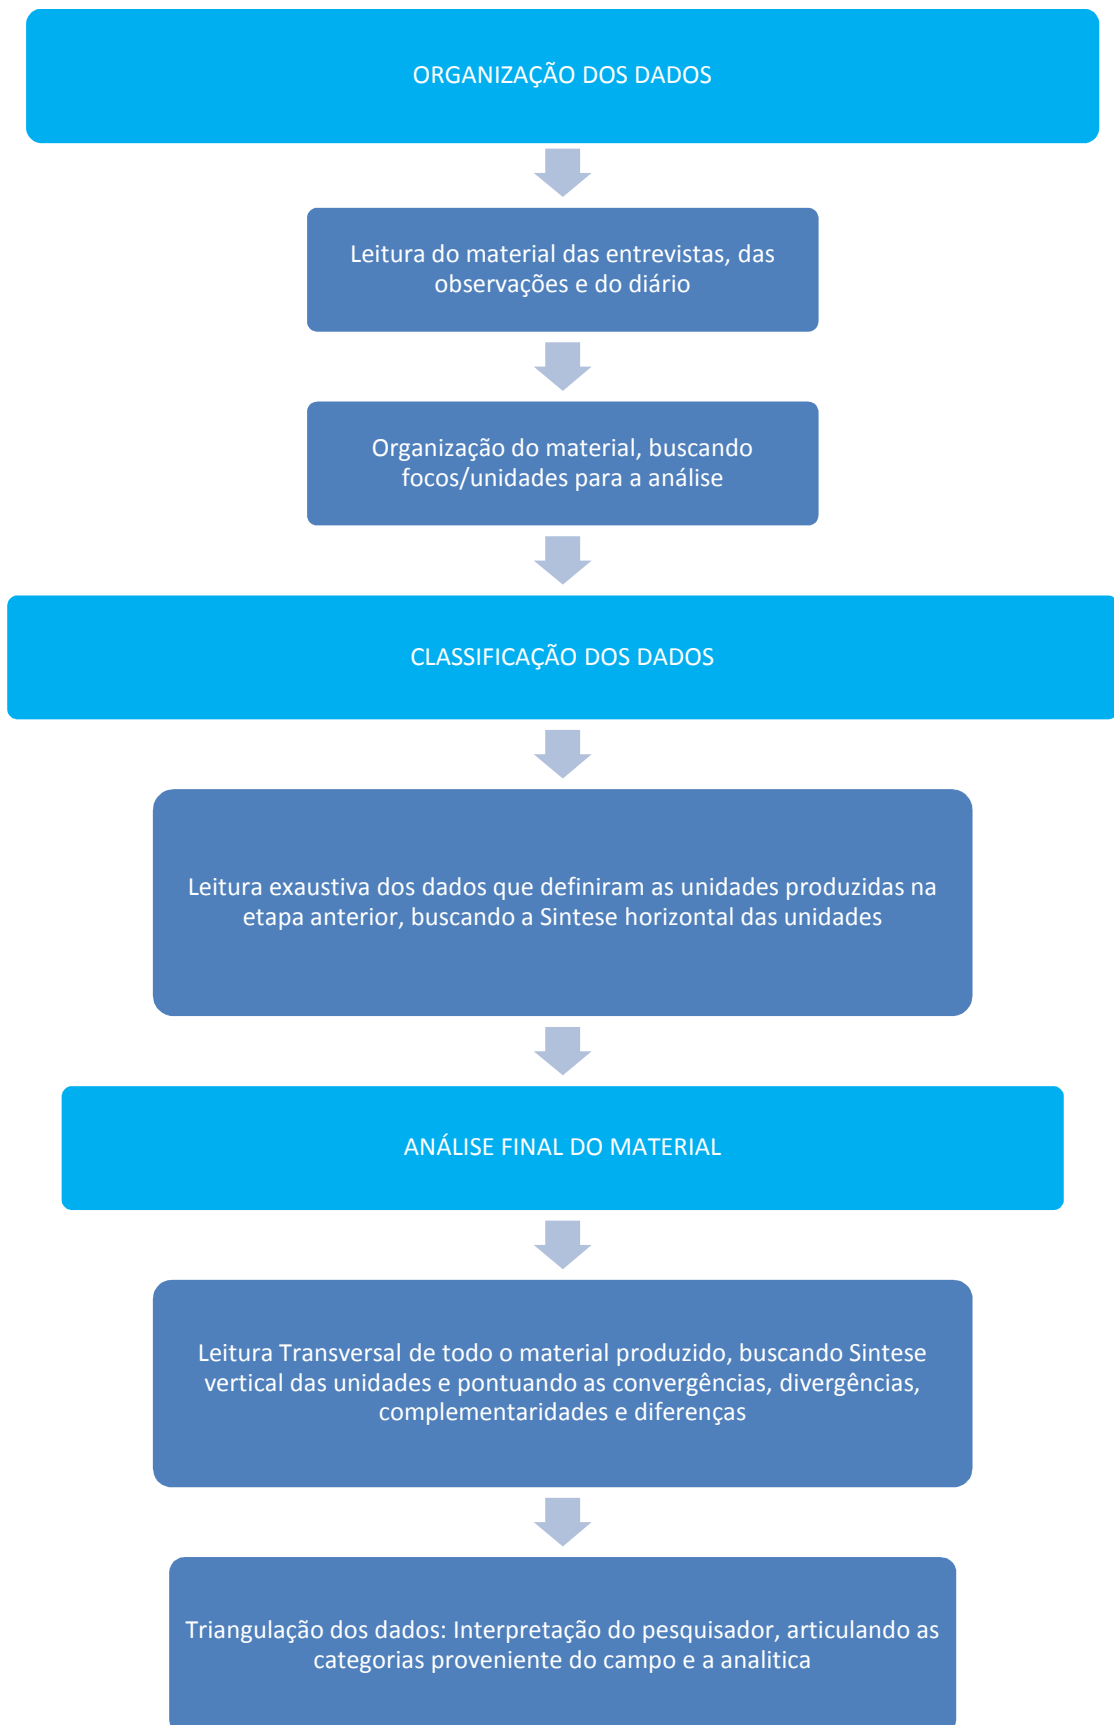 ORGANIZAÇÃO DOS DADOS
Leitura do material das entrevistas, das
observações e do diário
Organização do material, buscando
focos/unidades para a análise
CLASSIFICAÇÃO DOS DADOS
Leitura exaustiva dos dados que definiram as unidades produzidas na
etapa anterior, buscando a Sintese horizontal das unidades
ANÁLISE FINAL DO MATERIAL
Leitura Transversal de todo o material produzido, buscando Sintese
vertical das unidades e pontuando as convergências, divergências,
complementaridades e diferenças
Triangulação dos dados: Interpretação do pesquisador, articulando as
categorias proveniente do campo e a analitica